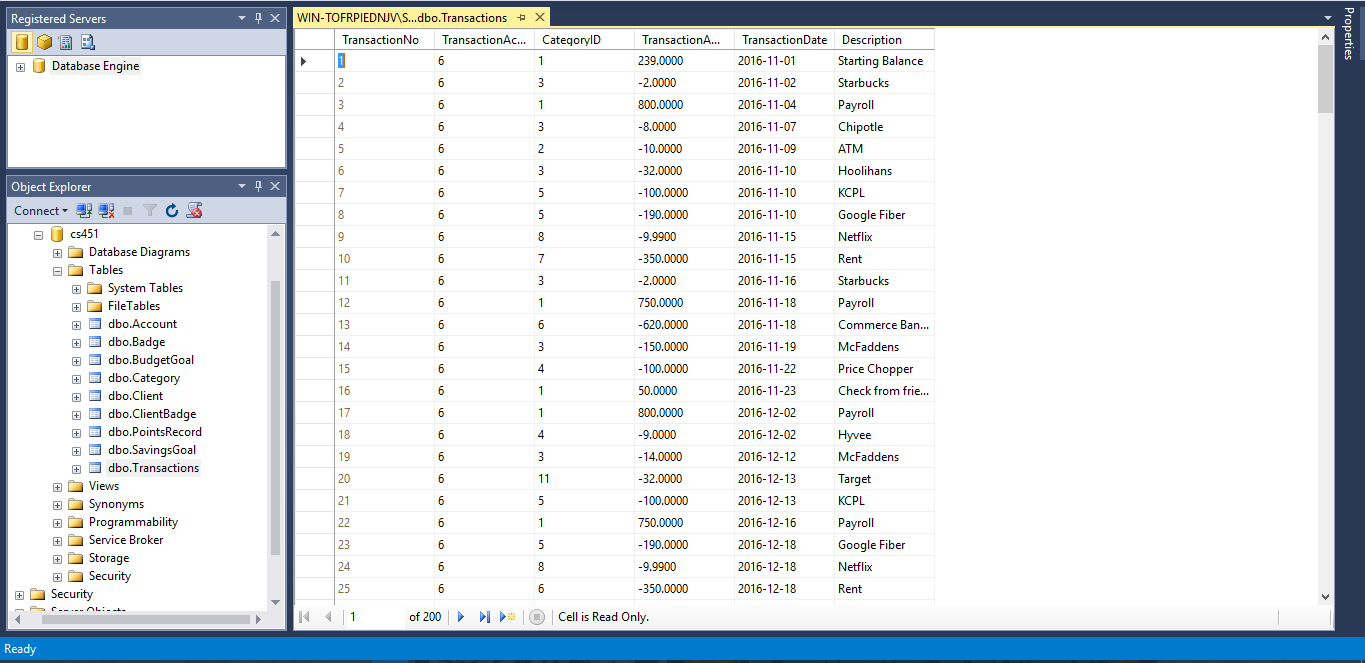 Registered Servers
Database Engine
Object Explorer
Connect
cs451
Database Diagrams
Tables
System Tables
FileTables
dbo.Account
dbo.Badge
dbo.BudgetGoal
dbo.Category
dbo.Client
dbo.ClientBadge
dbo.PointsRecord
dbo.SavingsGoal
dbo.Transactions
Views
Synonyms
Programmability
Service Broker
Storage
Security
Security
Server Objects
WIN-TOFRPIEDNJV\S...dbo.Transactions
TransactionNo TransactionAc... CategoryID TransactionA... TransactionDate Description
1 6 1 239.0000 2016-11-01 Starting Balance
2 6 3 -2.0000 2016-11-02 Starbucks
3 6 1 800.0000 2016-11-04 Payroll
4 6 3 -8.0000 2016-11-07 Chipotle
5 6 2 -10.0000 2016-11-09 ATM
6 6 3 -32.0000 2016-11-10 Hoolihans
7 6 5 -100.0000 2016-11-10 KCPL
8 6 5 -190.0000 2016-11-10 Google Fiber
9 6 8 -9.9900 2016-11-15 Netflix
10 6 7 -350.0000 2016-11-15 Rent
11 6 3 -2.0000 2016-11-16 Starbucks
12 6 1 750.0000 2016-11-18 Payroll
13 6 6 -620.0000 2016-11-18 Commerce Ban...
14 6 3 -150.0000 2016-11-19 McFaddens
15 6 4 -100.0000 2016-11-22 Price Chopper
16 6 1 50.0000 2016-11-23 Check from frie...
17 6 1 800.0000 2016-12-02 Payroll
18 6 4 -9.0000 2016-12-02 Hyvee
19 6 3 -14.0000 2016-12-12 McFaddens
20 6 11 -32.0000 2016-12-13 Target
21 6 5 -100.0000 2016-12-13 KCPL
22 6 1 750.0000 2016-12-16 Payroll
23 6 5 -190.0000 2016-12-18 Google Fiber
24 6 8 -9.9900 2016-12-18 Netflix
25 6 6 -350.0000 2016-12-18 Rent
1 of 200 Cell is Read Only.
Properties
Ready